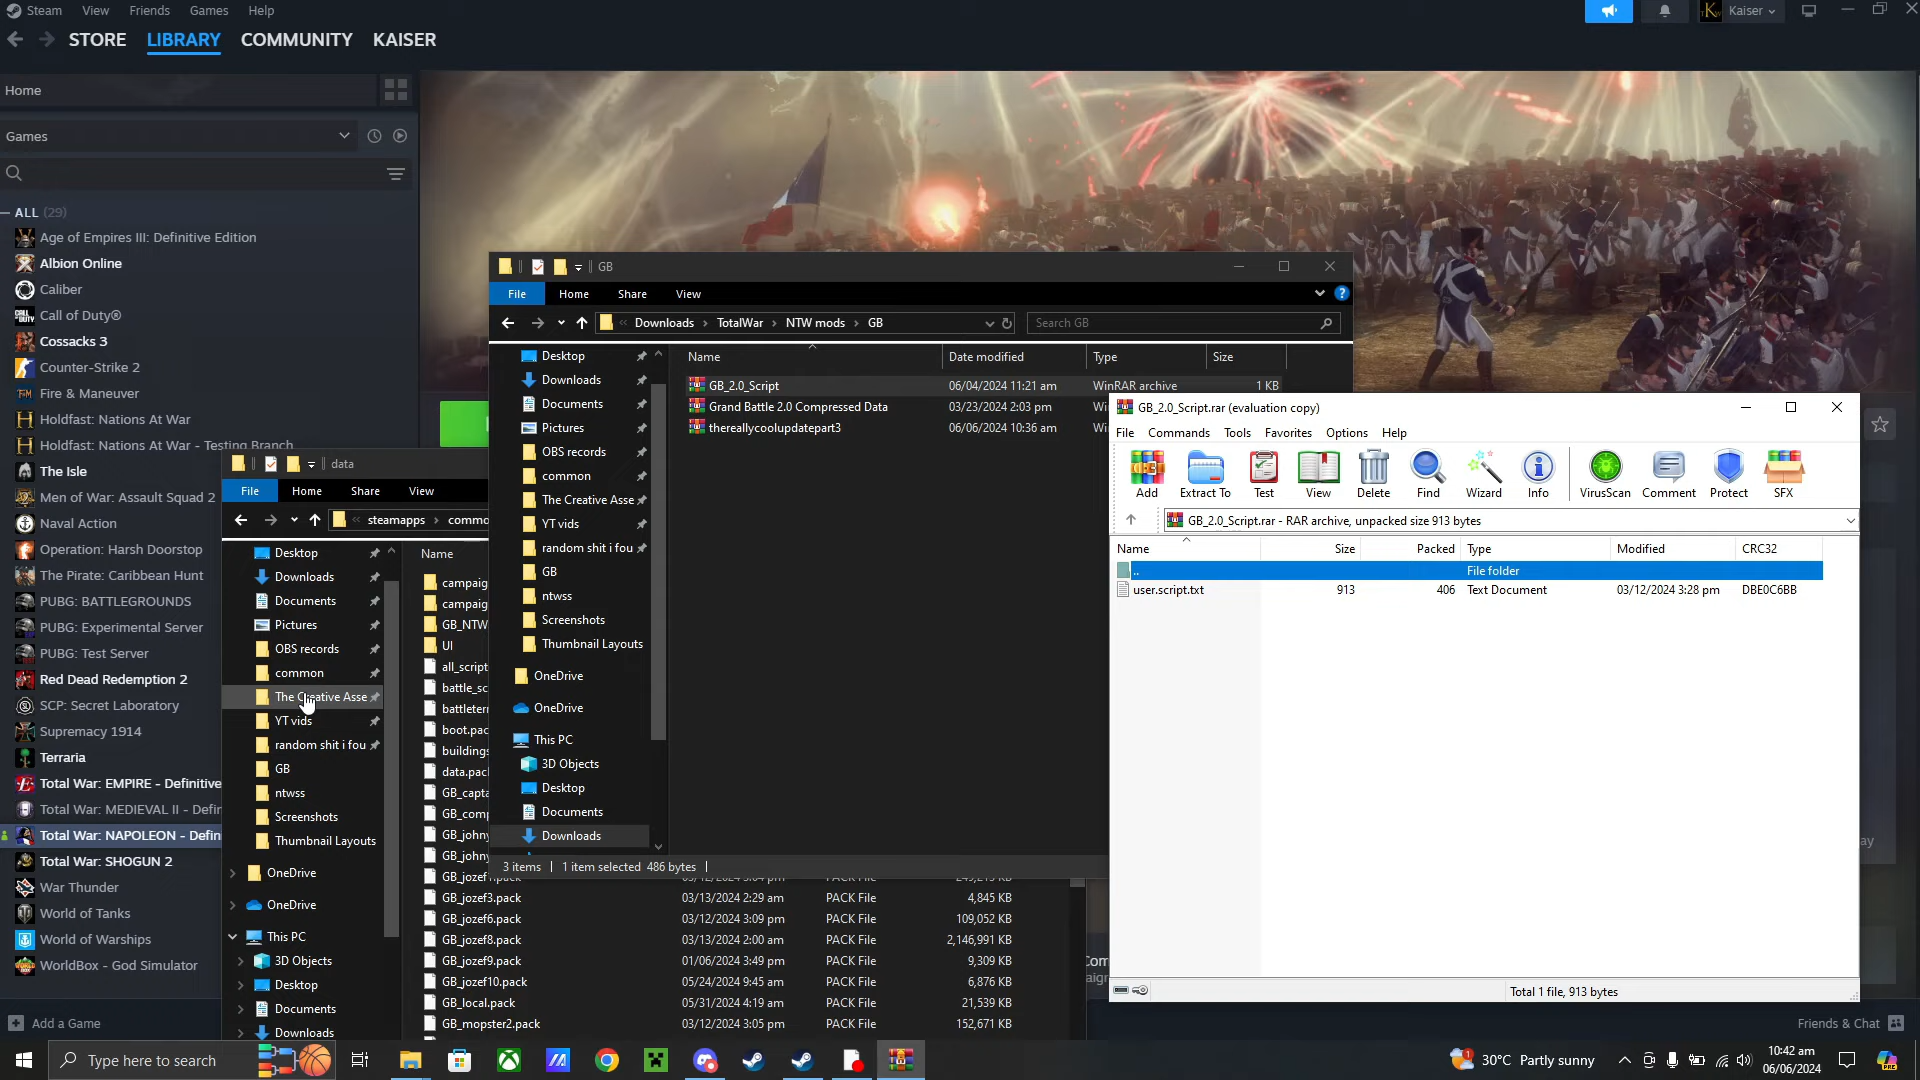 Steam View Friends Games Help
Kaiser
STORE LIBRARY COMMUNITY KAISER
Home
Games
ALL (29)
Age of Empires III: Definitive Edition
Albion Online
Caliber
Call of Duty®
Cossacks 3
Counter-Strike 2
Fire & Maneuver
Holdfast: Nations At War
Holdfast: Nations At War - Testing Branch
The Isle
Men of War: Assault Squad 2
Naval Action
Operation: Harsh Doorstop
The Pirate: Caribbean Hunt
PUBG: BATTLEGROUNDS
PUBG: Experimental Server
PUBG: Test Server
Red Dead Redemption 2
SCP: Secret Laboratory
Supremacy 1914
Terraria
Total War: EMPIRE - Definitive
Total War: MEDIEVAL II - Defin
Total War: NAPOLEON - Defin
Total War: SHOGUN 2
War Thunder
World of Tanks
World of Warships
WorldBox - God Simulator
Add a Game
Friends & Chat
data
File Home Share View
« steamapps › commo
Desktop
Downloads
Documents
Pictures
OBS records
common
The Creative Asse
YT vids
random shit i fou
GB
ntwss
Screenshots
Thumbnail Layouts
OneDrive
OneDrive
This PC
3D Objects
Desktop
Documents
Downloads
Name
campaig
campaig
GB_NTW
UI
all_script
battle_sc
battleterr
boot.pac
buildings
data.pac
GB_capta
GB_comp
GB_johny
GB_johny
GB_jozef3.pack 03/13/2024 2:29 am PACK File 4,845 KB
GB_jozef6.pack 03/12/2024 3:09 pm PACK File 109,052 KB
GB_jozef8.pack 03/13/2024 2:00 am PACK File 2,146,991 KB
GB_jozef9.pack 01/06/2024 3:49 pm PACK File 9,309 KB
GB_jozef10.pack 05/24/2024 9:45 am PACK File 6,876 KB
GB_local.pack 05/31/2024 4:19 am PACK File 21,539 KB
GB_mopster2.pack 03/12/2024 3:05 pm PACK File 152,671 KB
GB
File Home Share View
« Downloads › TotalWar › NTW mods › GB
Search GB
Desktop
Downloads
Documents
Pictures
OBS records
common
The Creative Asse
YT vids
random shit i fou
GB
ntwss
Screenshots
Thumbnail Layouts
OneDrive
OneDrive
This PC
3D Objects
Desktop
Documents
Downloads
Name Date modified Type Size
GB_2.0_Script 06/04/2024 11:21 am WinRAR archive 1 KB
Grand Battle 2.0 Compressed Data 03/23/2024 2:03 pm Wi
thereallycoolupdatepart3 06/06/2024 10:36 am Wi
3 items 1 item selected 486 bytes
GB_2.0_Script.rar (evaluation copy)
File Commands Tools Favorites Options Help
Add Extract To Test View Delete Find Wizard Info VirusScan Comment Protect SFX
GB_2.0_Script.rar - RAR archive, unpacked size 913 bytes
Name Size Packed Type Modified CRC32
.. File folder
user.script.txt 913 406 Text Document 03/12/2024 3:28 pm DBE0C6BB
Total 1 file, 913 bytes
Type here to search
30°C Partly sunny
10:42 am
06/06/2024